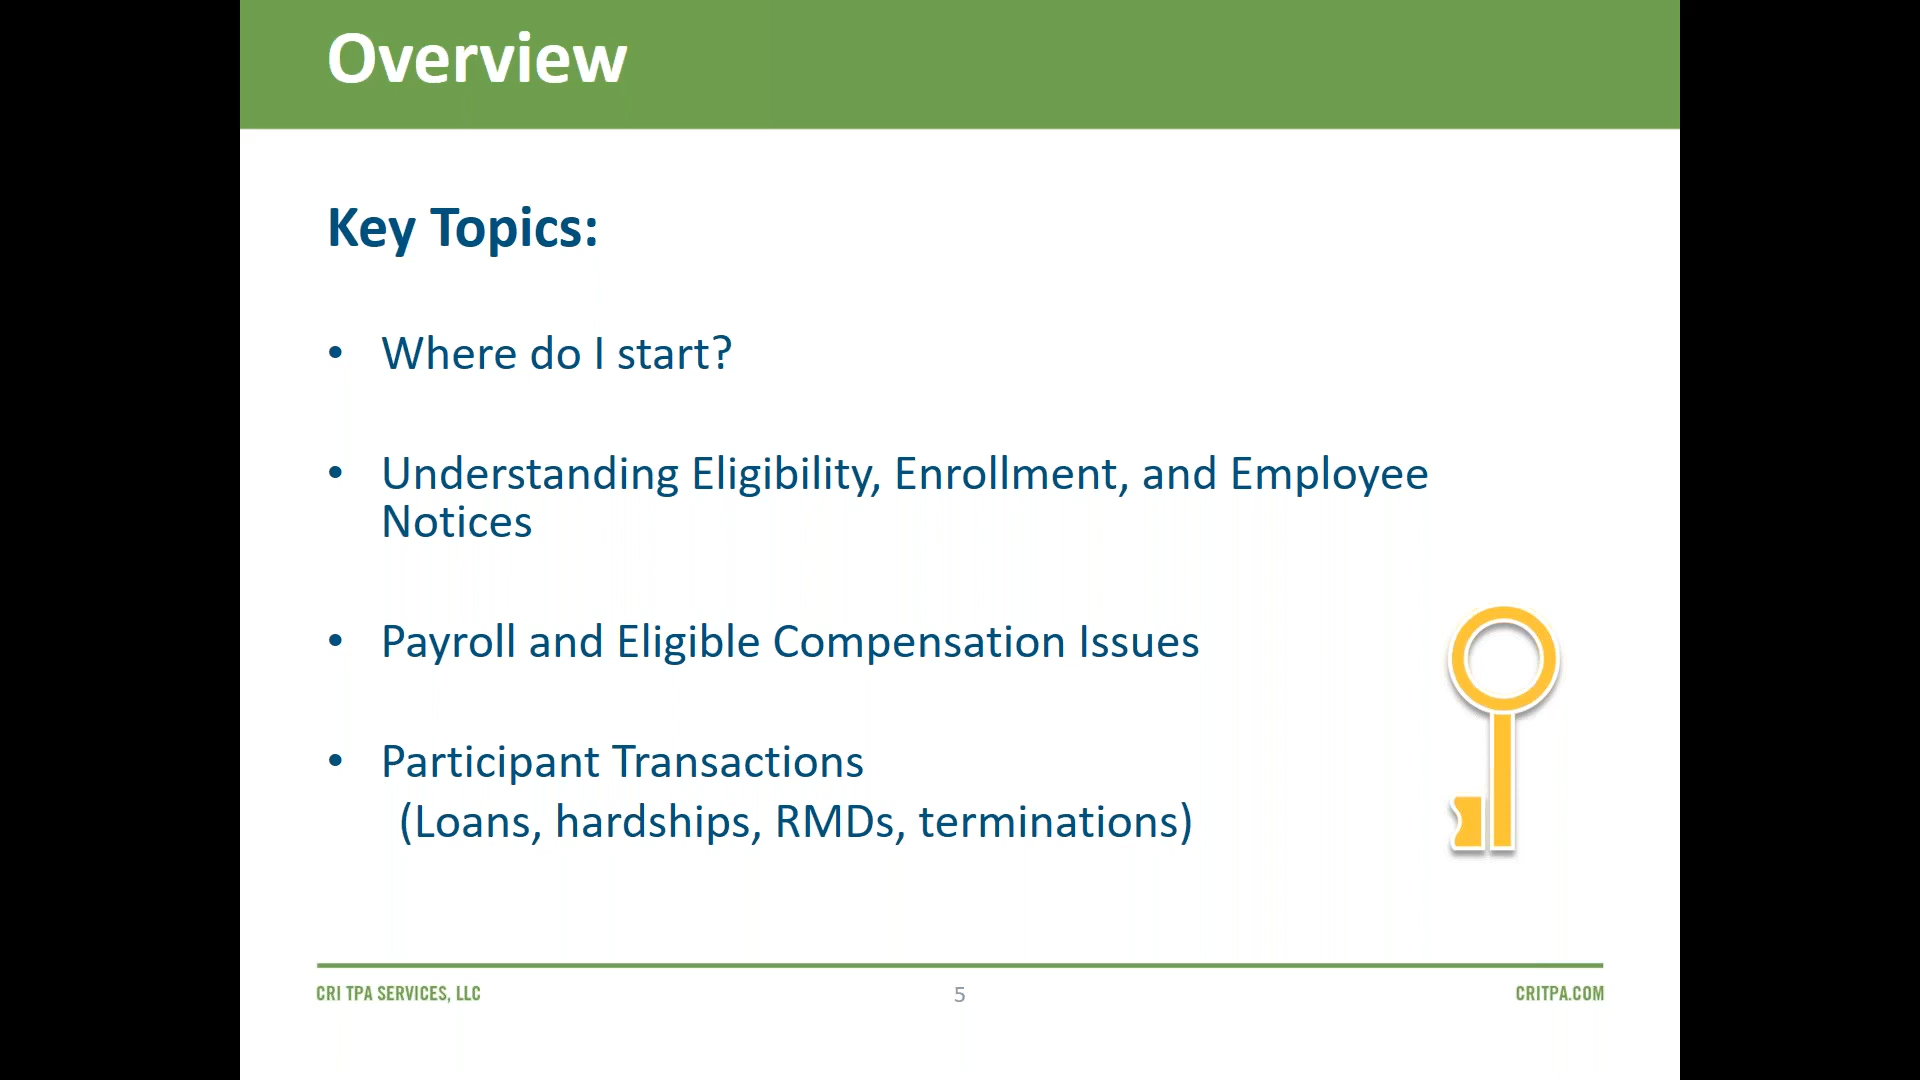 Overview
Key Topics:
• Where do I start?
• Understanding Eligibility, Enrollment, and Employee
Notices
• Payroll and Eligible Compensation Issues
• Participant Transactions
(Loans, hardships, RMDs, terminations)
CRI TPA SERVICES, LLC
5
CRITPA.COM